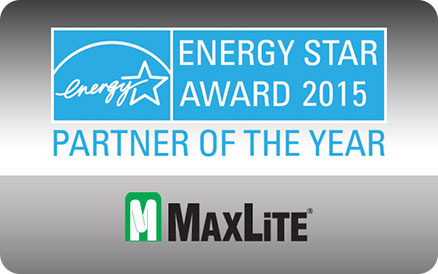 energy
ENERGY STAR
AWARD 2015
PARTNER OF THE YEAR
M MAXLITE®